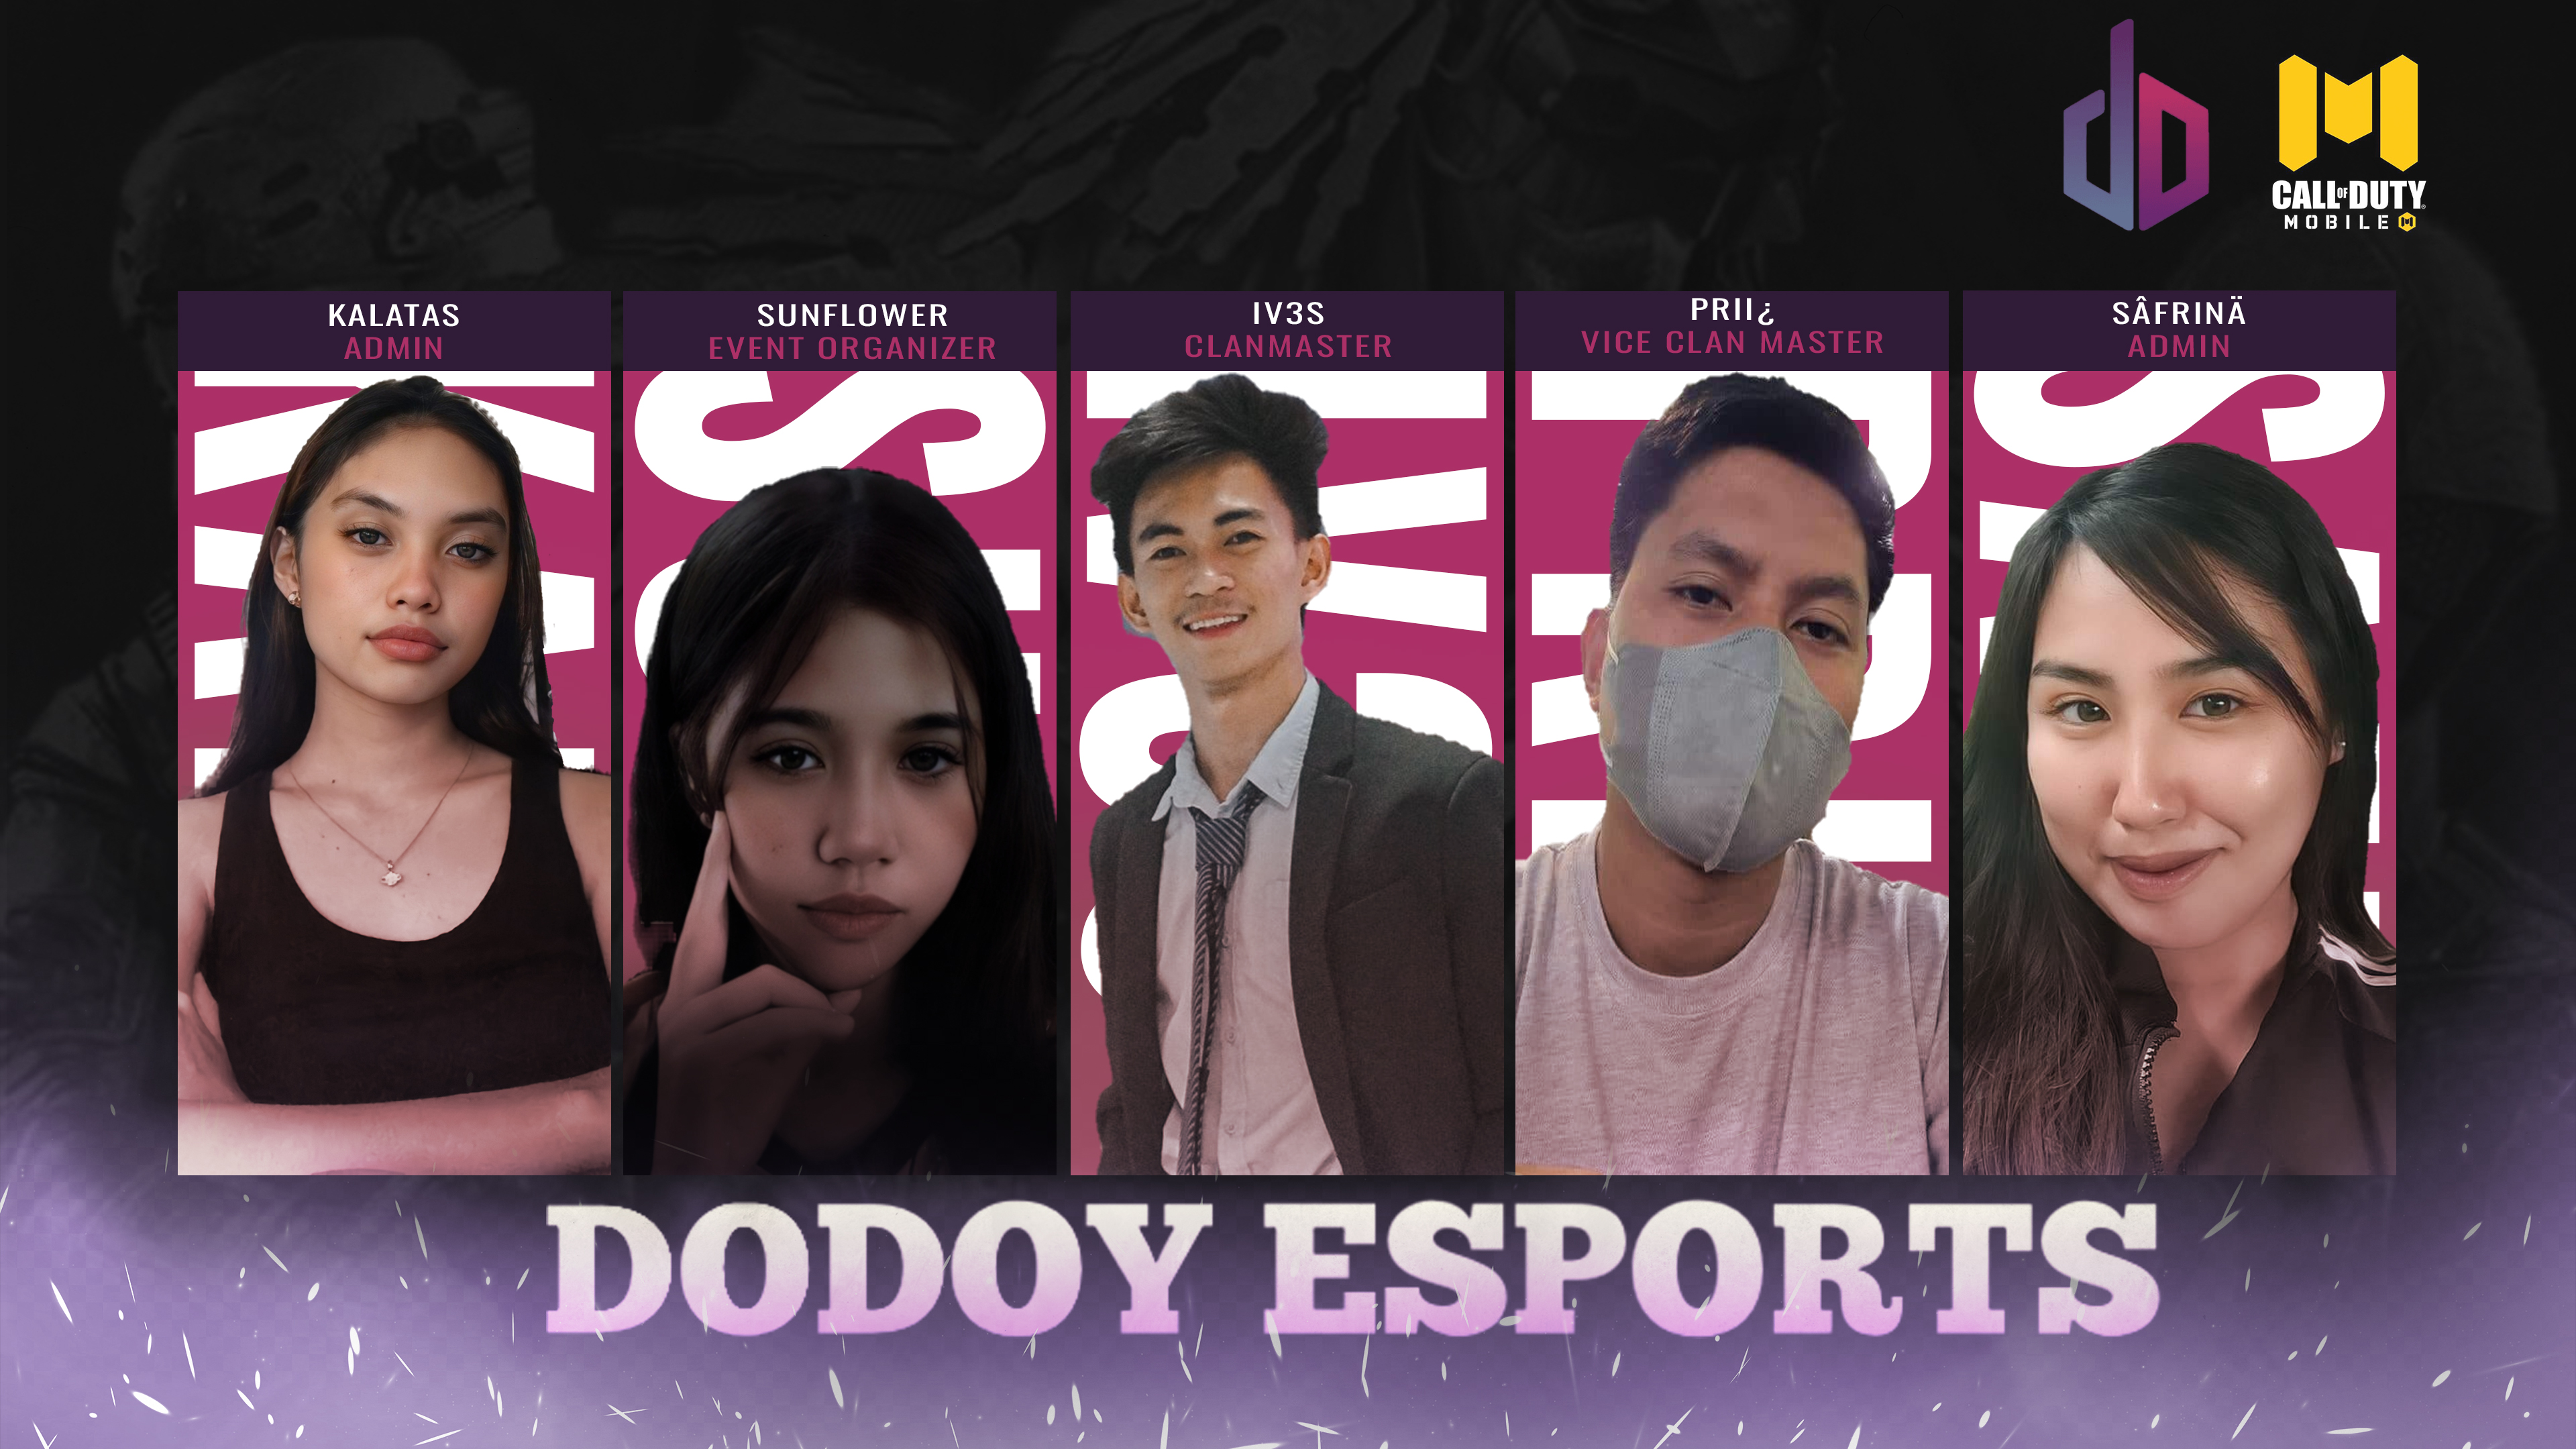 CALL OF DUTY
MOBILE
KALATAS
ADMIN
SUNFLOWER
EVENT ORGANIZER
IV3S
CLANMASTER
PRII¿
VICE CLAN MASTER
SÂFRINÄ
ADMIN
DODOY ESPORTS